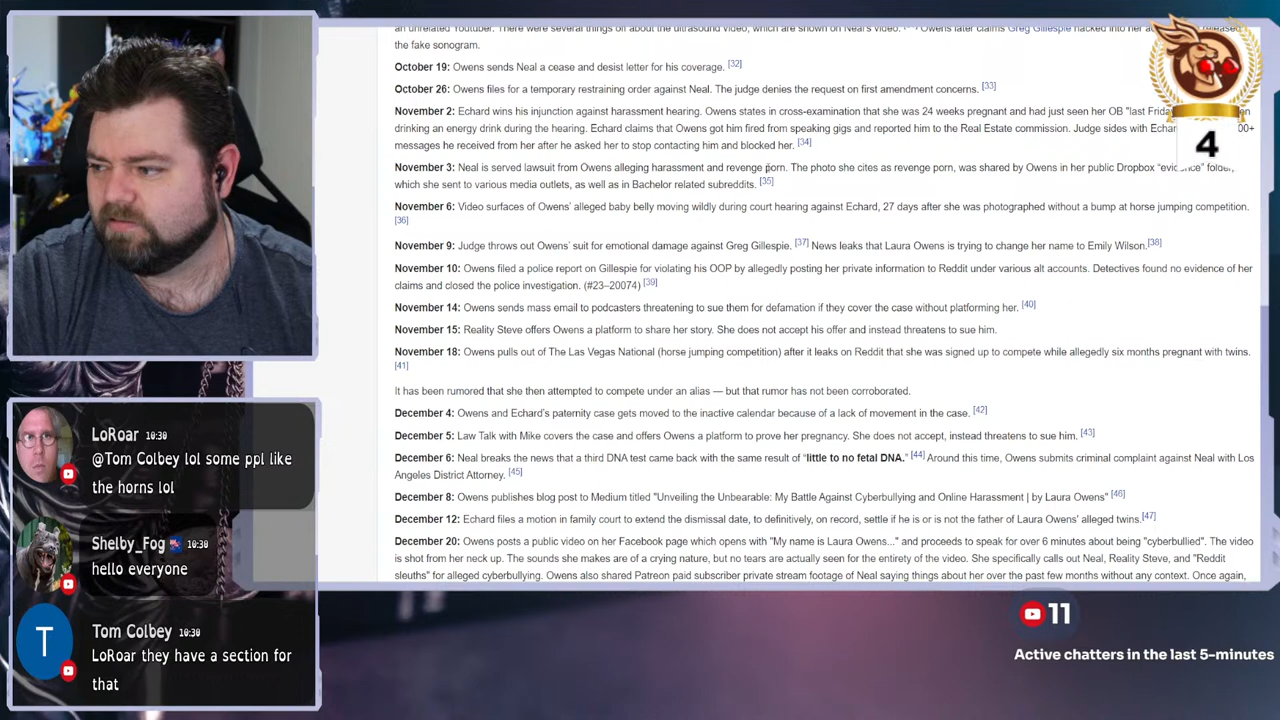 an unrelated Youtuber. There were several things off about the ultrasound video, which are shown on Neal's video. Owens later claims Greg Gillespie hacked into her
the fake sonogram.
October 19: Owens sends Neal a cease and desist letter for his coverage. [32]
October 26: Owens files for a temporary restraining order against Neal. The judge denies the request on first amendment concerns. [33]
November 2: Echard wins his injunction against harassment hearing. Owens states in cross-examination that she was 24 weeks pregnant and had just seen her OB "last
drinking an energy drink during the hearing. Echard claims that Owens got him fired from speaking gigs and reported him to the Real Estate commission. Judge sides with
messages he received from her after he asked her to stop contacting him and blocked her. [34]
4
November 3: Neal is served lawsuit from Owens alleging harassment and revenge porn. The photo she cites as revenge porn, was shared by Owens in her public Dropbox "evidence" folder,
which she sent to various media outlets, as well as in Bachelor related subreddits. [35]
November 6: Video surfaces of Owens' alleged baby belly moving wildly during court hearing against Echard, 27 days after she was photographed without a bump at horse jumping competition.
[36]
November 9: Judge throws out Owens' suit for emotional damage against Greg Gillespie. [37] News leaks that Laura Owens is trying to change her name to Emily Wilson.[38]
November 10: Owens filed a police report on Gillespie for violating his OOP by allegedly posting her private information to Reddit under various alt accounts. Detectives found no evidence of her
claims and closed the police investigation. (#23–20074) [39]
November 14: Owens sends mass email to podcasters threatening to sue them for defamation if they cover the case without platforming her. [40]
November 15: Reality Steve offers Owens a platform to share her story. She does not accept his offer and instead threatens to sue him.
November 18: Owens pulls out of The Las Vegas National (horse jumping competition) after it leaks on Reddit that she was signed up to compete while allegedly six months pregnant with twins.
[41]
It has been rumored that she then attempted to compete under an alias — but that rumor has not been corroborated.
December 4: Owens and Echard's paternity case gets moved to the inactive calendar because of a lack of movement in the case. [42]
December 5: Law Talk with Mike covers the case and offers Owens a platform to prove her pregnancy. She does not accept, instead threatens to sue him. [43]
December 6: Neal breaks the news that a third DNA test came back with the same result of "little to no fetal DNA." [44] Around this time, Owens submits criminal complaint against Neal with Los
Angeles District Attorney. [45]
December 8: Owens publishes blog post to Medium titled "Unveiling the Unbearable: My Battle Against Cyberbullying and Online Harassment | by Laura Owens" [46]
December 12: Echard files a motion in family court to extend the dismissal date, to definitively, on record, settle if he is or is not the father of Laura Owens' alleged twins.[47]
December 20: Owens posts a public video on her Facebook page which opens with "My name is Laura Owens..." and proceeds to speak for over 6 minutes about being "cyberbullied". The video
is shot from her neck up. The sounds she makes are of a crying nature, but no tears are actually seen for the entirety of the video. She specifically calls out Neal, Reality Steve, and "Reddit
sleuths" for alleged cyberbullying. Owens also shared Patreon paid subscriber private stream footage of Neal saying things about her over the past few months without any context. Once again,
LoRoar 10:30
@Tom Colbey lol some ppl like
the horns lol
Shelby_Fog 10:30
hello everyone
T
Tom Colbey 10:30
LoRoar they have a section for
that
11
Active chatters in the last 5-minutes